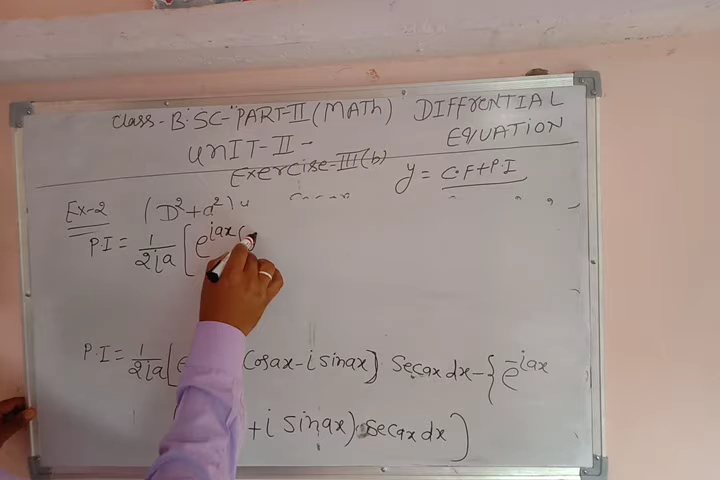 Class-B.SC-PART-II (MATH) DIFFRENTIAL
UNIT-II- EQUATION
Exercise-III(b)
y = C.F+P.I
Ex-2 (D²+a²)
P.I = 1/2ia [e^iax (
P.I = 1/2ia [e cosax - i sinax] secax dx - {e^-iax
+ i sinax) secax dx)